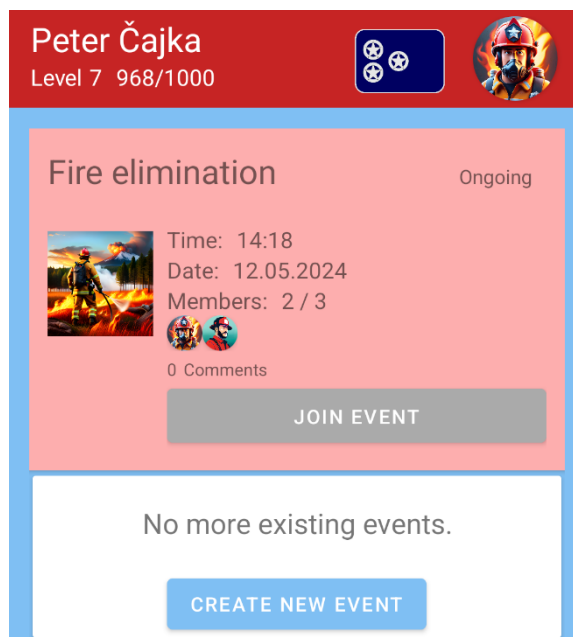 Peter Čajka
Level 7 968/1000
Fire elimination
Ongoing
Time: 14:18
Date: 12.05.2024
Members: 2 / 3
0 Comments
JOIN EVENT
No more existing events.
CREATE NEW EVENT